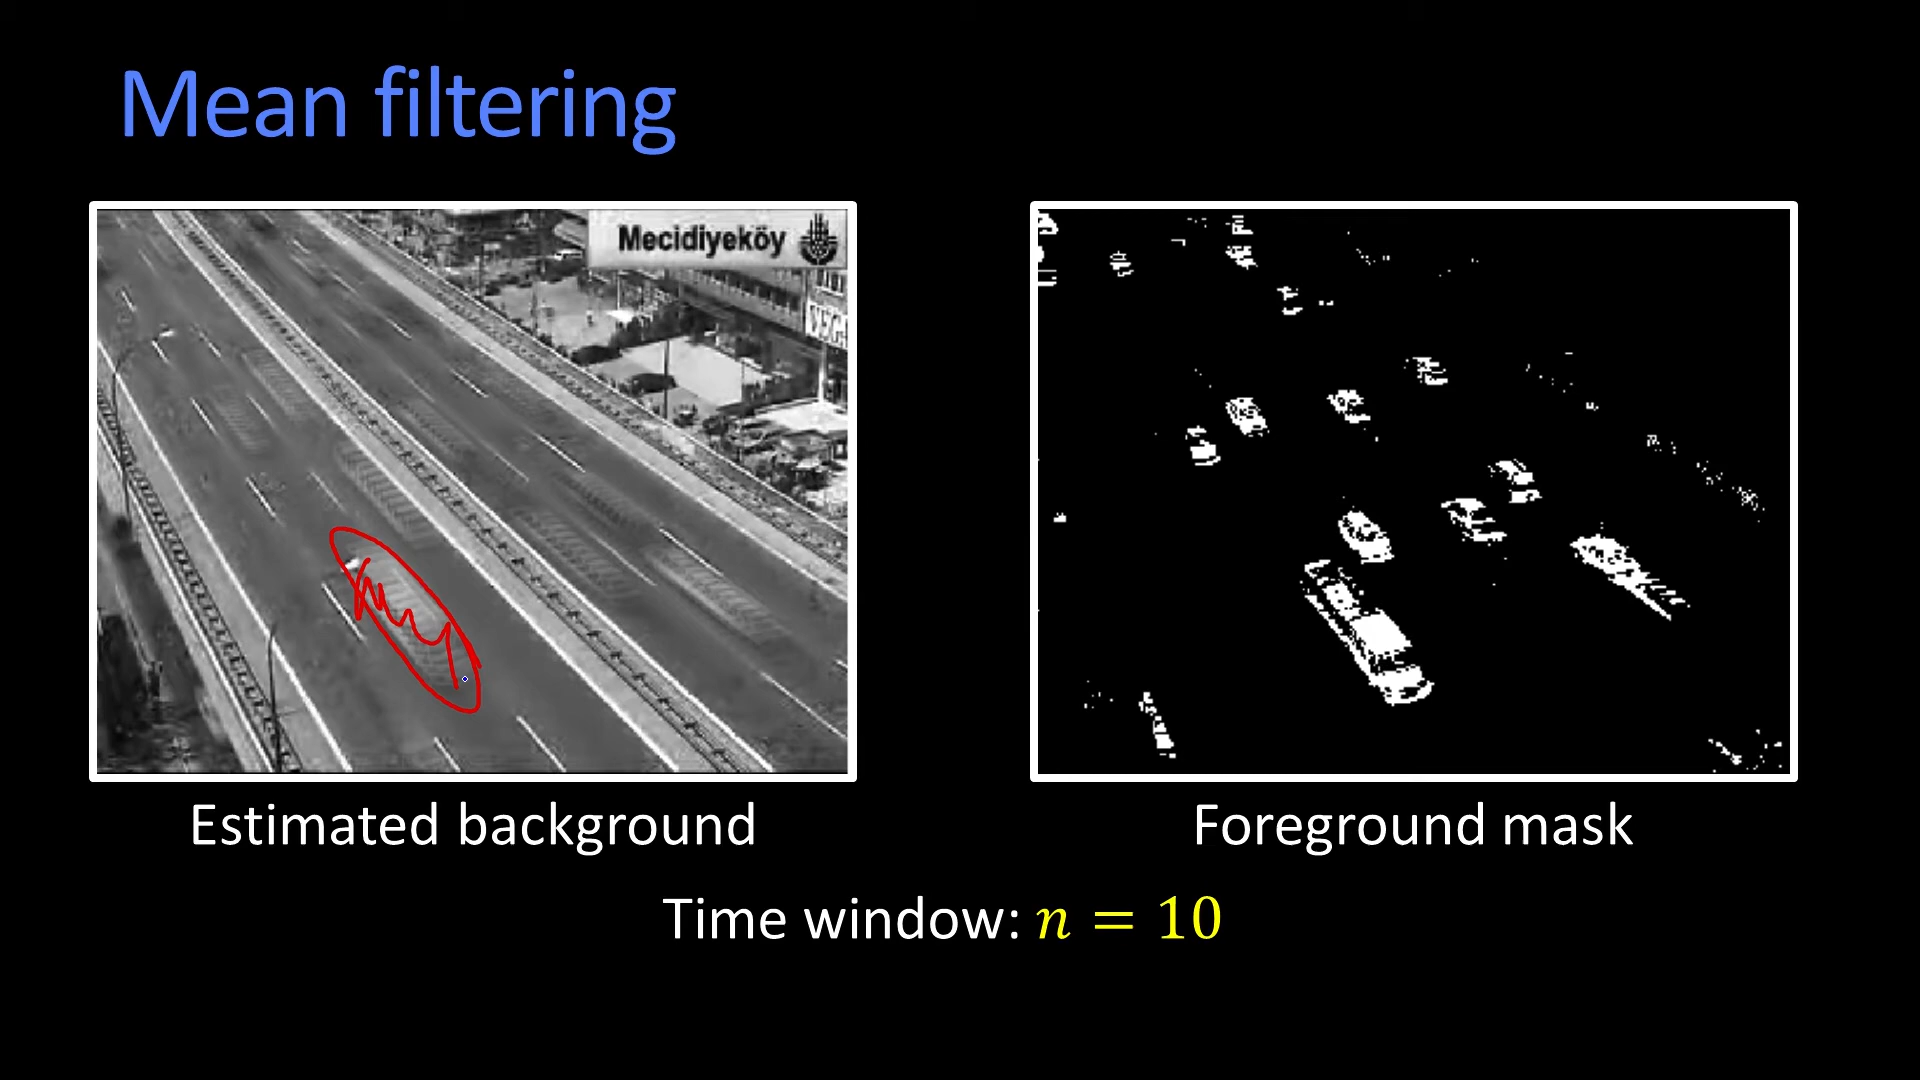 Mean filtering
Mecidiyeköy
Estimated background
Foreground mask
Time window: n = 10